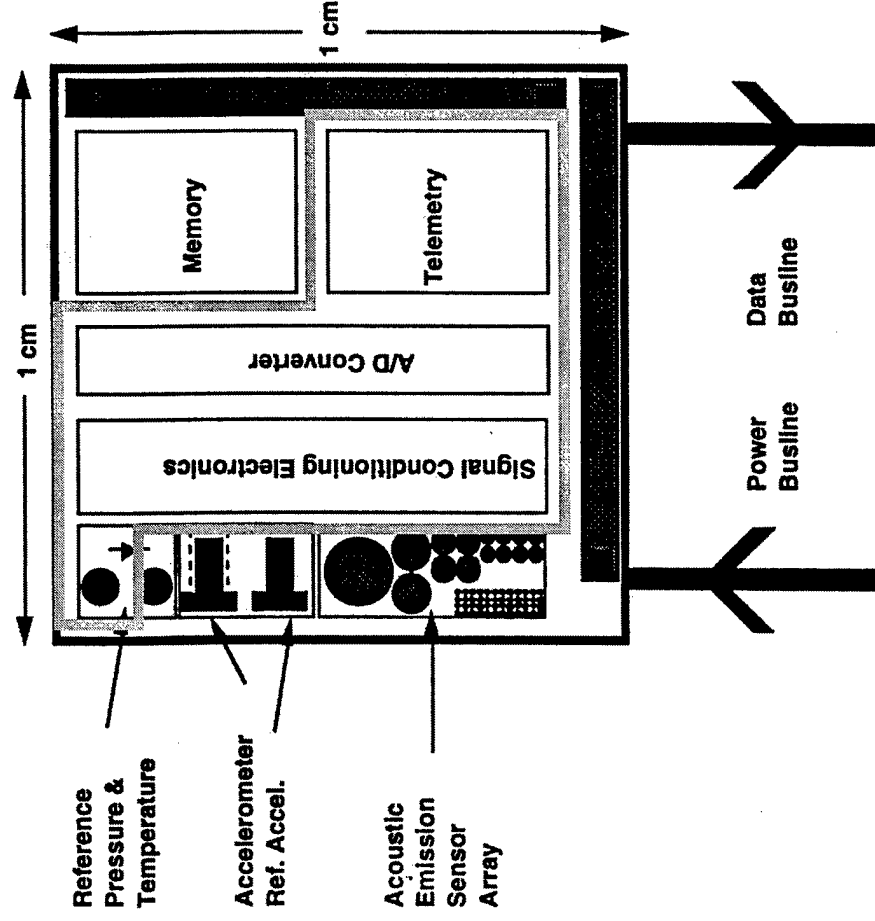 1 cm
1 cm
Reference
Pressure &
Temperature
Accelerometer
Ref. Accel.
Acoustic
Emission
Sensor
Array
Signal Conditioning Electronics
A/D Converter
Memory
Telemetry
Power
Busline
Data
Busline